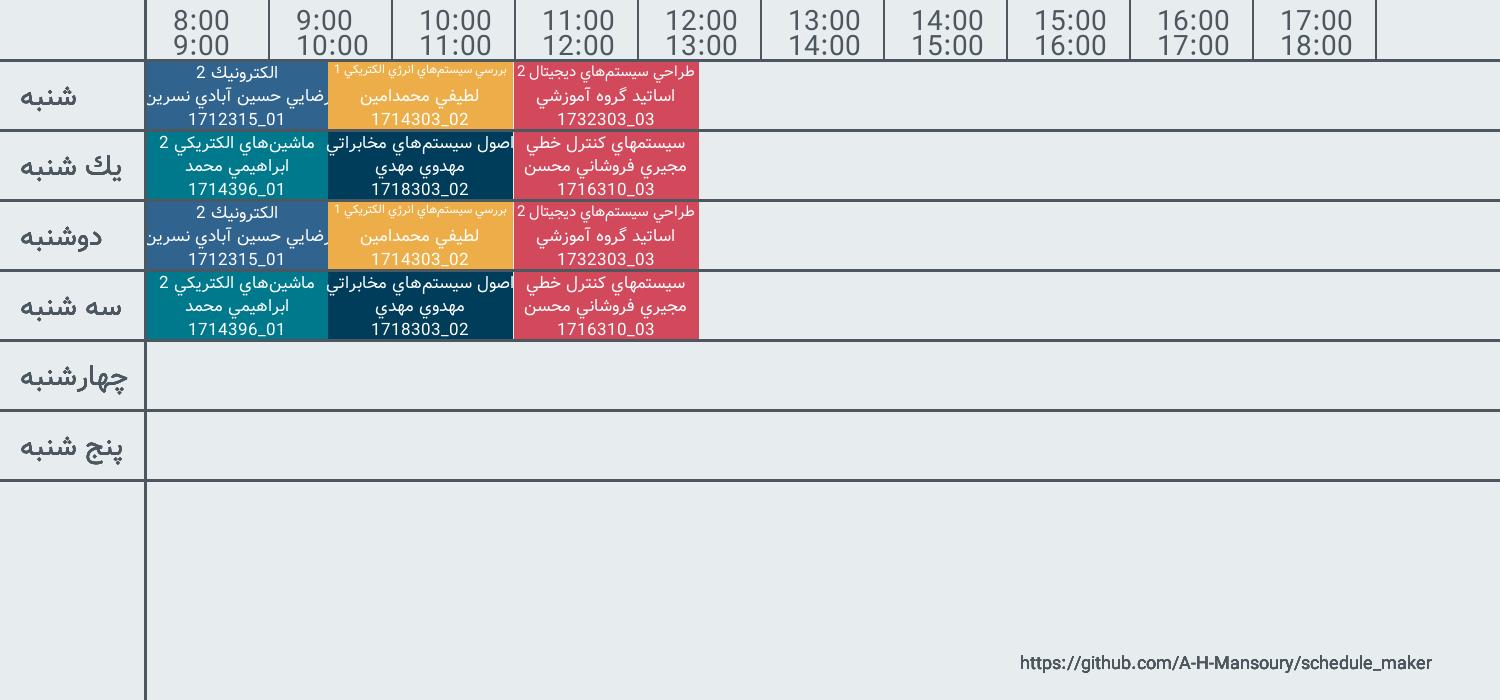 8:00 9:00 10:00 11:00 12:00 13:00 14:00 15:00 16:00 17:00
9:00 10:00 11:00 12:00 13:00 14:00 15:00 16:00 17:00 18:00
شنبه
الكترونيك 2
رضايي حسين آبادي نسرين
1712315_01
بررسي سيستم‌هاي انرژي الكتريكي 1
لطيفي محمدامين
1714303_02
طراحي سيستم‌هاي ديجيتال 2
اساتيد گروه آموزشي
1732303_03
يك شنبه
ماشين‌هاي الكتريكي 2
ابراهيمي محمد
1714396_01
اصول سيستم‌هاي مخابراتي
مهدوي مهدي
1718303_02
سيستمهاي كنترل خطي
مجيري فروشاني محسن
1716310_03
دوشنبه
الكترونيك 2
رضايي حسين آبادي نسرين
1712315_01
بررسي سيستم‌هاي انرژي الكتريكي 1
لطيفي محمدامين
1714303_02
طراحي سيستم‌هاي ديجيتال 2
اساتيد گروه آموزشي
1732303_03
سه شنبه
ماشين‌هاي الكتريكي 2
ابراهيمي محمد
1714396_01
اصول سيستم‌هاي مخابراتي
مهدوي مهدي
1718303_02
سيستمهاي كنترل خطي
مجيري فروشاني محسن
1716310_03
چهارشنبه
پنج شنبه
https://github.com/A-H-Mansoury/schedule_maker